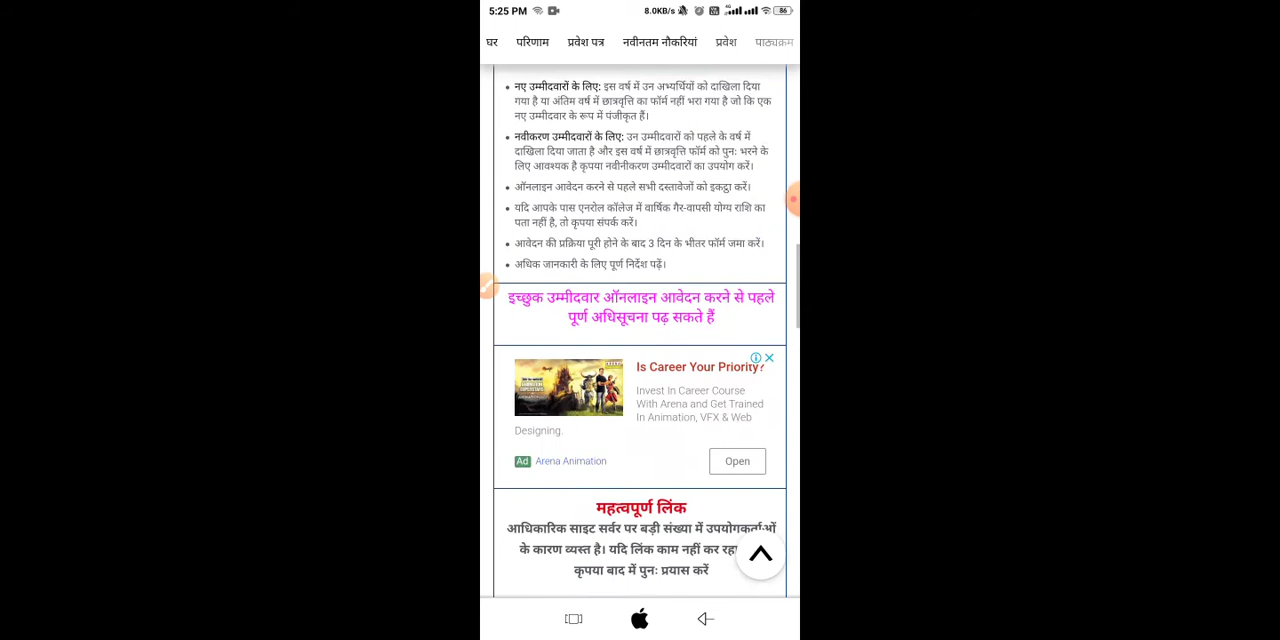 5:25 PM 8.0KB/s 86
घर परिणाम प्रवेश पत्र नवीनतम नौकरियां प्रवेश पाठ्यक्रम
नए उम्मीदवारों के लिए: इस वर्ष में उन अभ्यर्थियों को दाखिला दिया
गया है या अंतिम वर्ष में छात्रवृत्ति का फॉर्म नहीं भरा गया है जो कि एक
नए उम्मीदवार के रूप में पंजीकृत हैं।
नवीकरण उम्मीदवारों के लिए: उन उम्मीदवारों को पहले के वर्ष में
दाखिला दिया जाता है और इस वर्ष में छात्रवृत्ति फॉर्म को पुनः भरने के
लिए आवश्यक है कृपया नवीनीकरण उम्मीदवारों का उपयोग करें।
ऑनलाइन आवेदन करने से पहले सभी दस्तावेजों को इकट्ठा करें।
यदि आपके पास एनरोल कॉलेज में वार्षिक गैर-वापसी योग्य राशि का
पता नहीं है, तो कृपया संपर्क करें।
आवेदन की प्रक्रिया पूरी होने के बाद 3 दिन के भीतर फॉर्म जमा करें।
अधिक जानकारी के लिए पूर्ण निर्देश पढ़ें।
इच्छुक उम्मीदवार ऑनलाइन आवेदन करने से पहले
पूर्ण अधिसूचना पढ़ सकते हैं
Is Career Your Priority?
Invest In Career Course
With Arena and Get Trained
In Animation, VFX & Web
Designing.
Ad Arena Animation Open
महत्वपूर्ण लिंक
आधिकारिक साइट सर्वर पर बड़ी संख्या में उपयोगकर्ताओं
के कारण व्यस्त है। यदि लिंक काम नहीं कर रहा
कृपया बाद में पुनः प्रयास करें